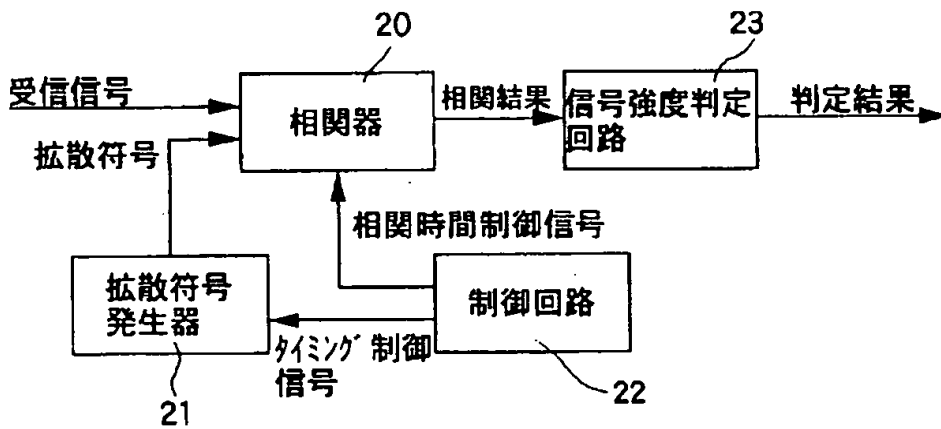 20
23
受信信号
相関器
相関結果
信号強度判定
回路
判定結果
拡散符号
相関時間制御信号
拡散符号
発生器
制御回路
タイミング制御
信号
21
22